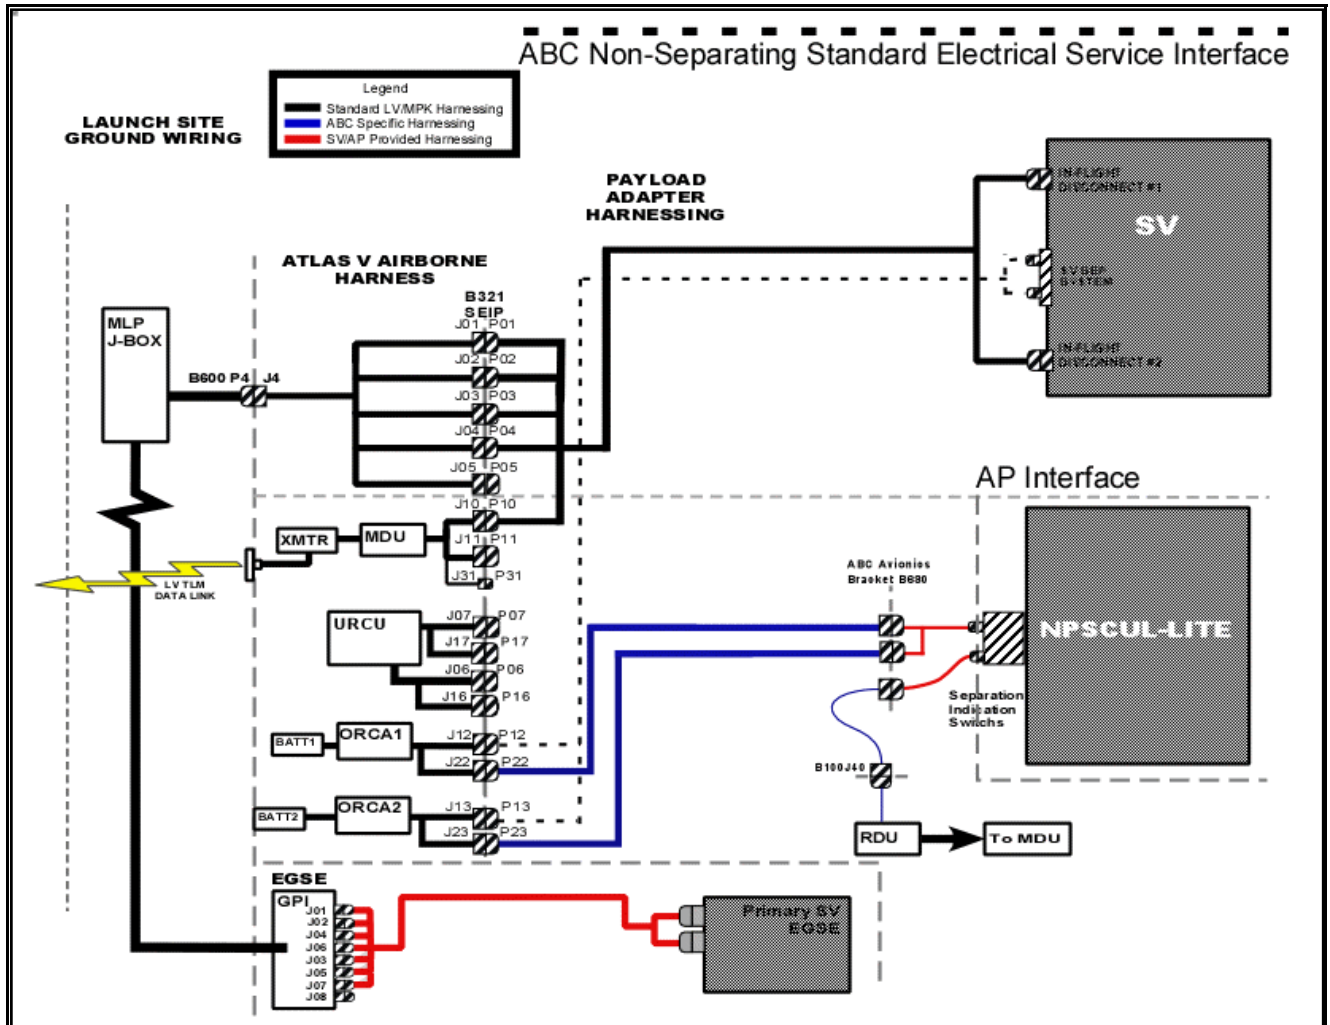 ABC Non-Separating Standard Electrical Service Interface
Legend
Standard LV/MPK Harnessing
ABC Specific Harnessing
SV/AP Provided Harnessing
LAUNCH SITE
GROUND WIRING
PAYLOAD
ADAPTER
HARNESSING
IN-FLIGHT
DISCONNECT #1
SV
SV SEP
SYSTEM
IN-FLIGHT
DISCONNECT #2
ATLAS V AIRBORNE
HARNESS
B321
SEIP
MLP
J-BOX
B600 P4 J4
J01 P01
J02 P02
J03 P03
J04 P04
J05 P05
J10 P10
J11 P11
J31 P31
XMTR
MDU
LV TLM
DATA LINK
AP Interface
ABC Avionios
Bracket B680
NPSCUL-LITE
URCU
J07 P07
J17 P17
J06 P06
J16 P16
Separation
Indication
Switchs
BATT1
ORCA1
J12 P12
J22 P22
B100J40
BATT2
ORCA2
J13 P13
J23 P23
RDU
To MDU
EGSE
GPI
J01
J02
J04
J06
J03
J05
J07
J08
Primary SV
EGSE